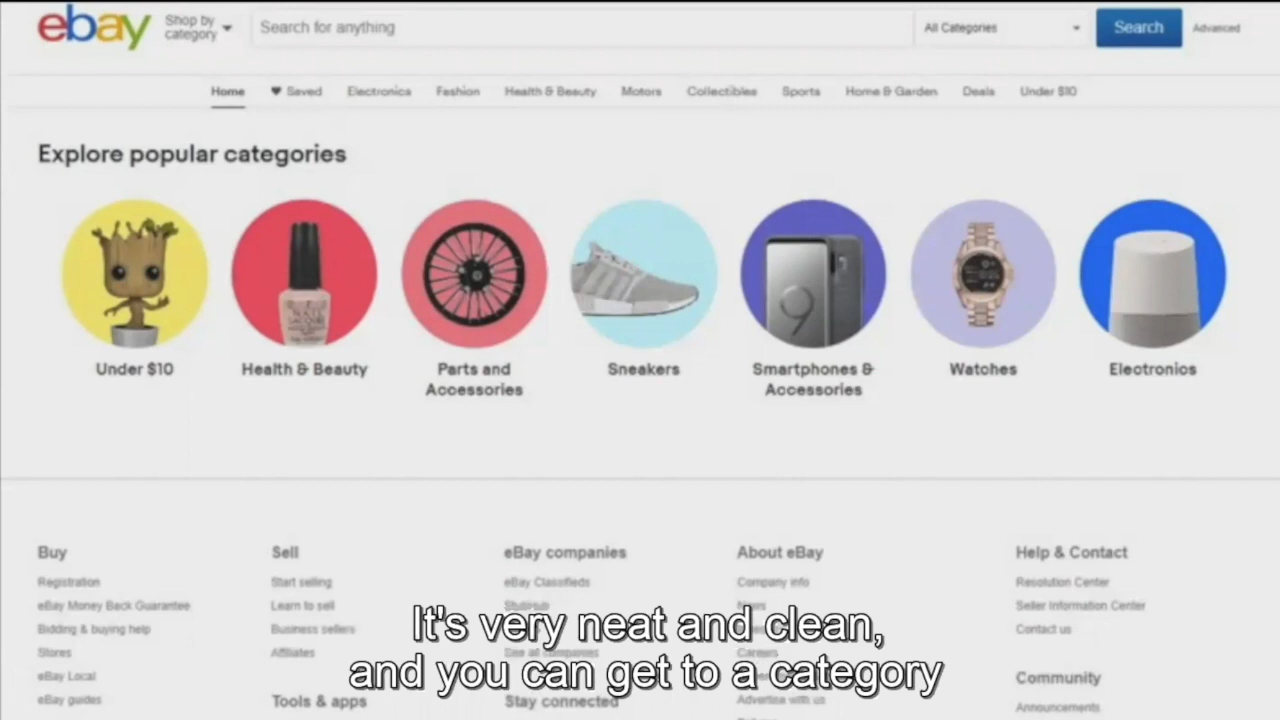 ebay
Shop by
category
Search for anything
All Categories
Search
Advanced
Home
Saved
Electronics
Fashion
Health & Beauty
Motors
Collectibles
Sports
Home & Garden
Deals
Under $10
Explore popular categories
Under $10
Health & Beauty
Parts and
Accessories
Sneakers
Smartphones &
Accessories
Watches
Electronics
Buy
Registration
eBay Money Back Guarantee
Bidding & buying help
Stores
eBay Local
eBay guides
Sell
Start selling
Learn to sell
Business sellers
Affiliates
Tools & apps
eBay companies
eBay Classifieds
StubHub
See all companies
Stay connected
About eBay
Company info
News
Careers
Advertise with us
Help & Contact
Resolution Center
Seller Information Center
Contact us
Community
Announcements
It's very neat and clean,
and you can get to a category